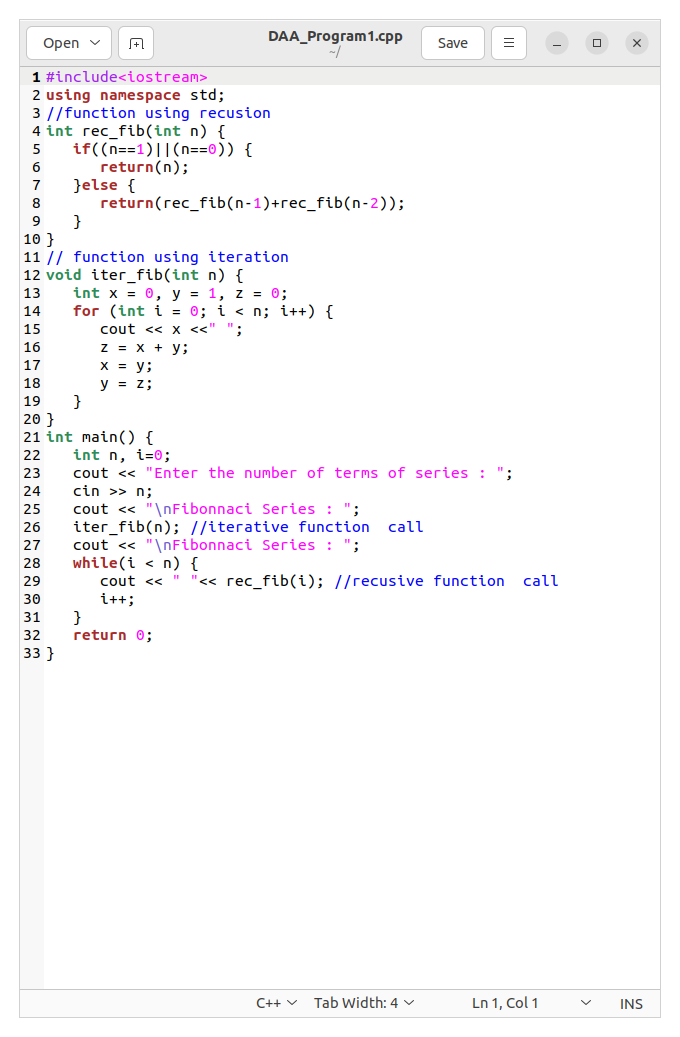 Open
DAA_Program1.cpp
~/
Save
1 #include<iostream>
2 using namespace std;
3 //function using recusion
4 int rec_fib(int n) {
5    if((n==1)||(n==0)) {
6       return(n);
7    }else {
8       return(rec_fib(n-1)+rec_fib(n-2));
9    }
10 }
11 // function using iteration
12 void iter_fib(int n) {
13    int x = 0, y = 1, z = 0;
14    for (int i = 0; i < n; i++) {
15       cout << x <<" ";
16       z = x + y;
17       x = y;
18       y = z;
19    }
20 }
21 int main() {
22    int n, i=0;
23    cout << "Enter the number of terms of series : ";
24    cin >> n;
25    cout << "\nFibonnaci Series : ";
26    iter_fib(n); //iterative function  call
27    cout << "\nFibonnaci Series : ";
28    while(i < n) {
29       cout << " "<< rec_fib(i); //recusive function  call
30       i++;
31    }
32    return 0;
33 }
C++ Tab Width: 4 Ln 1, Col 1 INS